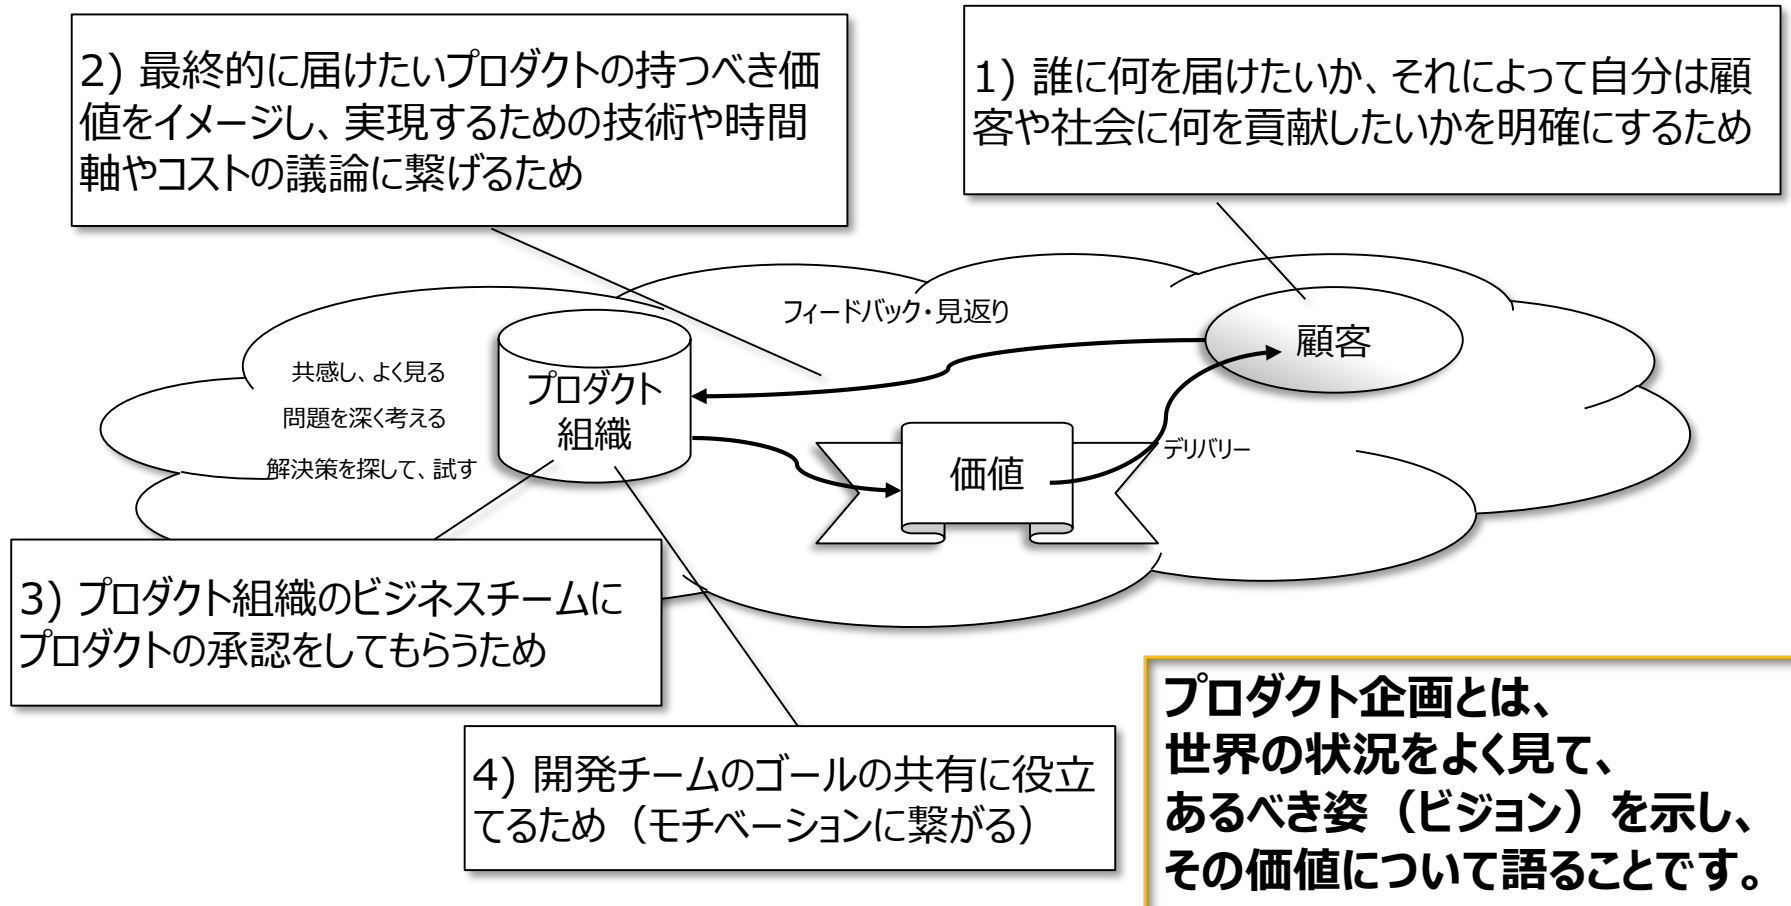 2) 最終的に届けたいプロダクトの持つべき価
値をイメージし、実現するための技術や時間
軸やコストの議論に繋げるため
1) 誰に何を届けたいか、それによって自分は顧
客や社会に何を貢献したいかを明確にするため
フィードバック・見返り
顧客
共感し、よく見る
問題を深く考える
解決策を探して、試す
プロダクト
組織
価値
デリバリー
3) プロダクト組織のビジネスチームに
プロダクトの承認をしてもらうため
4) 開発チームのゴールの共有に役立
てるため（モチベーションに繋がる）
プロダクト企画とは、
世界の状況をよく見て、
あるべき姿（ビジョン）を示し、
その価値について語ることです。